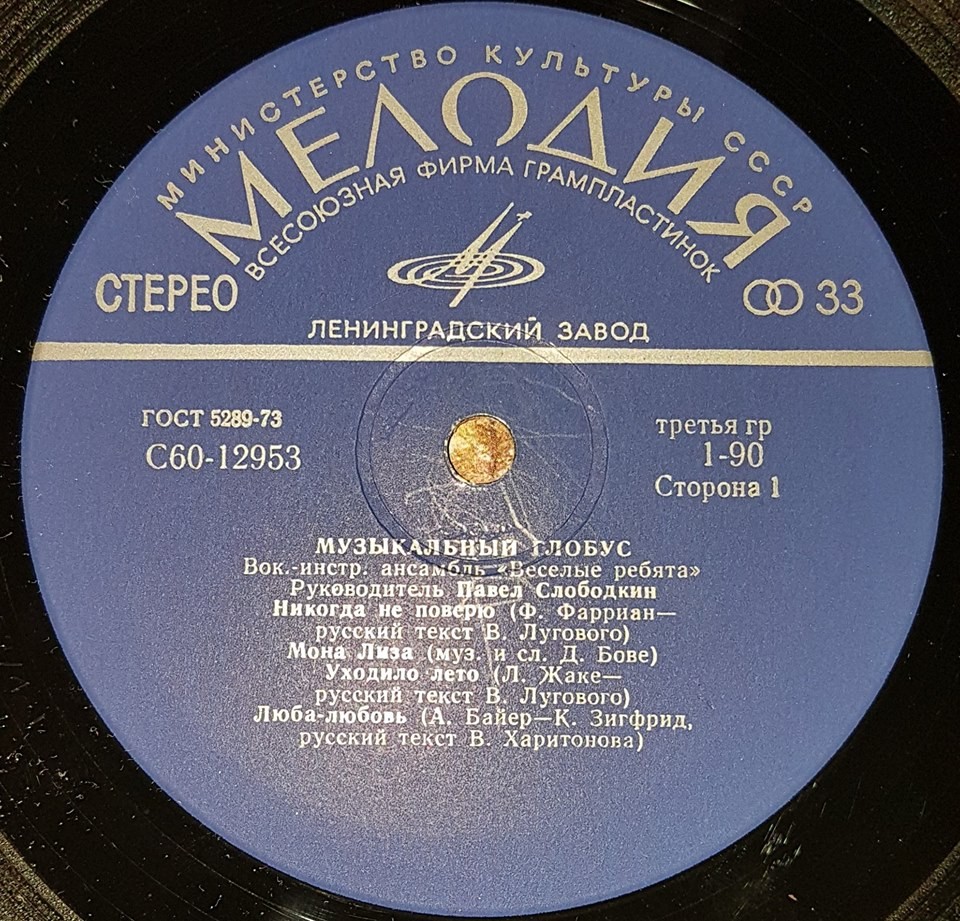 МИНИСТЕРСТВО КУЛЬТУРЫ СССР
МЕЛОДИЯ
ВСЕСОЮЗНАЯ ФИРМА ГРАМПЛАСТИНОК
СТЕРЕО
33
ЛЕНИНГРАДСКИЙ ЗАВОД
ГОСТ 5289-73
С60-12953
третья гр
1-90
Сторона 1
МУЗЫКАЛЬНЫЙ ГЛОБУС
Вок.-инстр. ансамбль «Веселые ребята»
Руководитель Павел Слободкин
Никогда не поверю (Ф. Фарриан—
русский текст В. Лугового)
Мона Лиза (муз. и сл. Д. Бове)
Уходило лето (Л. Жаке—
русский текст В. Лугового)
Люба-любовь (А. Байер—К. Зигфрид,
русский текст В. Харитонова)